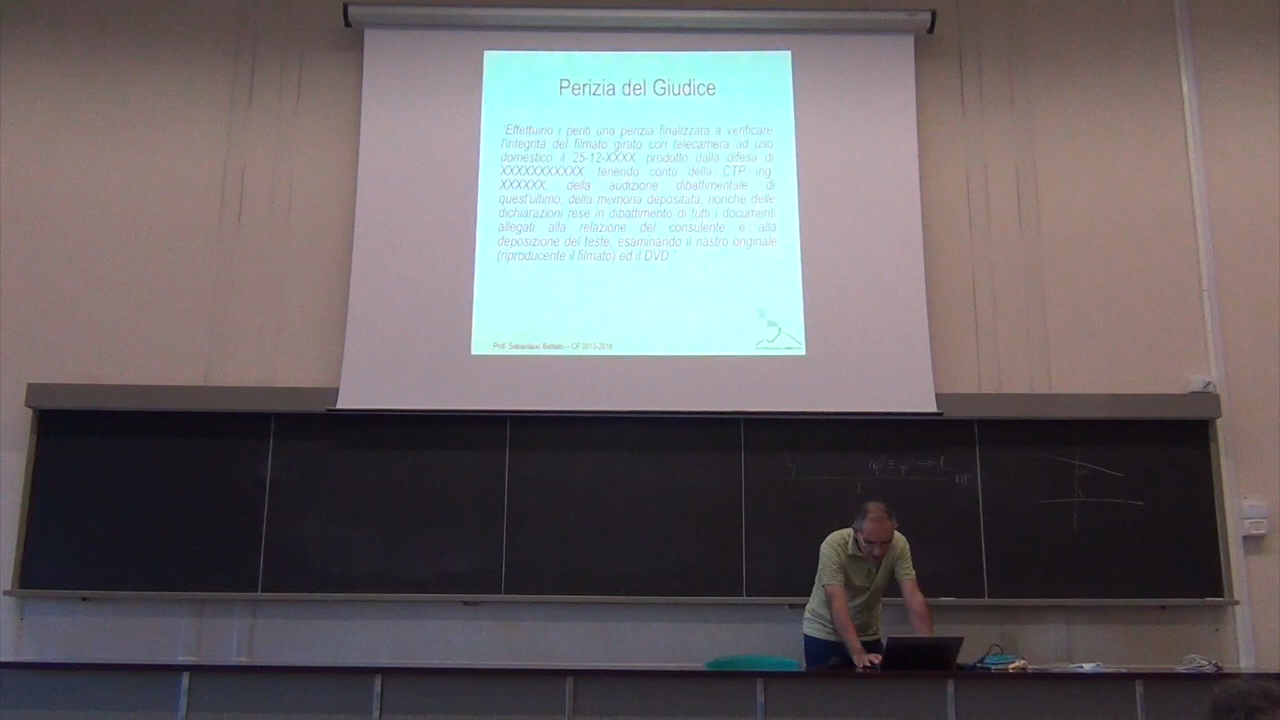 Perizia del Giudice
"Effettuino i periti una perizia finalizzata a verificare
l'integrità del filmato girato con telecamera ad uso
domestico il 25-12-XXXX, prodotto dalla difesa di
XXXXXXXXXXX, tenendo conto della CTP ing.
XXXXXX, della audizione dibattimentale di
quest'ultimo, della memoria depositata, nonché delle
dichiarazioni rese in dibattimento di tutti i documenti
allegati alla relazione del consulente e alla
deposizione del teste, esaminando il nastro originale
(riproducente il filmato) ed il DVD."
Prof. Sebastiano Battiato – CF 2015-2016